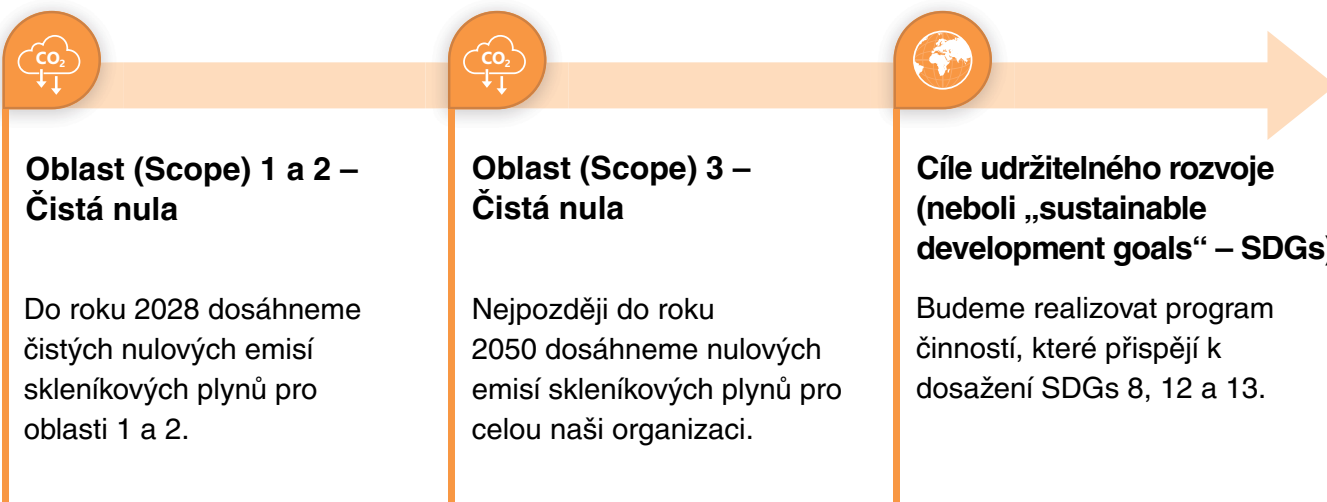 CO₂
Oblast (Scope) 1 a 2 –
Čistá nula
Do roku 2028 dosáhneme
čistých nulových emisí
skleníkových plynů pro
oblasti 1 a 2.
CO₂
Oblast (Scope) 3 –
Čistá nula
Nejpozději do roku
2050 dosáhneme nulových
emisí skleníkových plynů pro
celou naši organizaci.
Cíle udržitelného rozvoje
(neboli „sustainable
development goals“ – SDGs)
Budeme realizovat program
činností, které přispějí k
dosažení SDGs 8, 12 a 13.